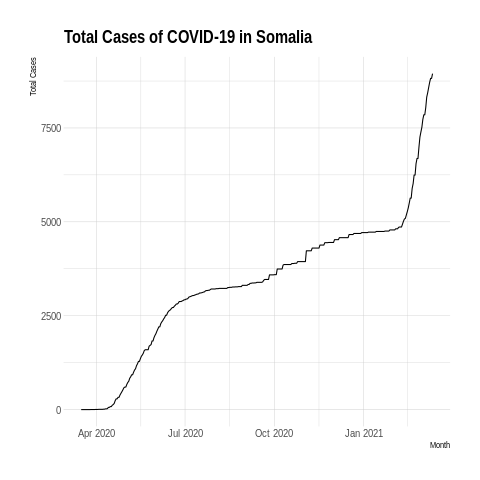 Total Cases of COVID-19 in Somalia
Total Cases
7500
5000
2500
0
Apr 2020 Jul 2020 Oct 2020 Jan 2021
Month